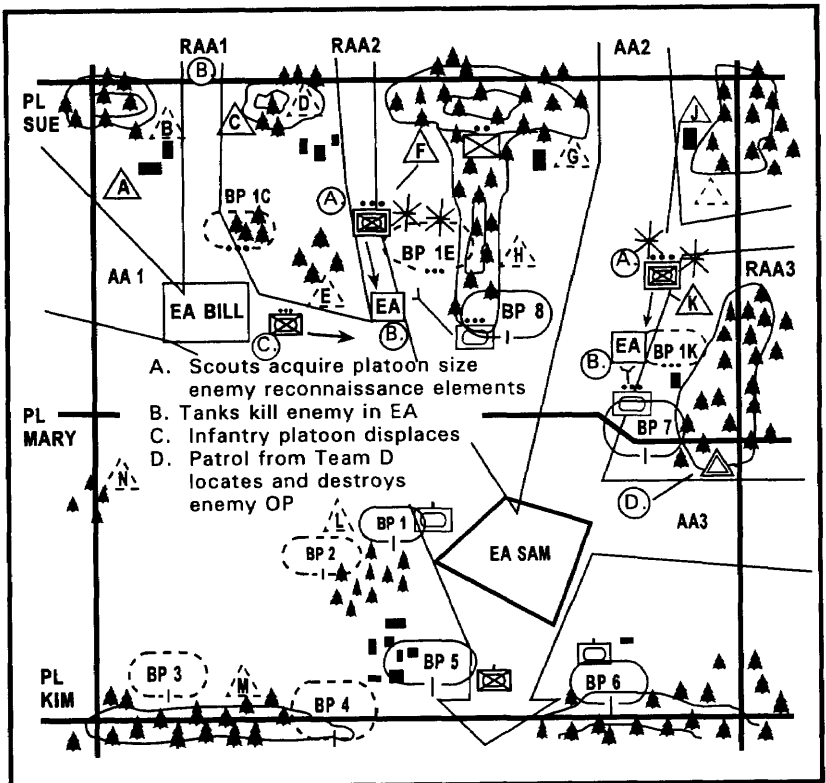 RAA1 RAA2 AA2
B.
PL
SUE
B C D F G J
A
BP 1C
A.
BP 1E
H
A.
RAA3
AA 1
E
EA BILL
EA
BP 8
K
C.
B.
EA
BP 1K
B.
A. Scouts acquire platoon size
enemy reconnaissance elements
B. Tanks kill enemy in EA
C. Infantry platoon displaces
D. Patrol from Team D
locates and destroys
enemy OP
PL
MARY
BP 7
N
D.
AA3
L
BP 1
BP 2
EA SAM
BP 3
M
BP 4
BP 5
BP 6
PL
KIM